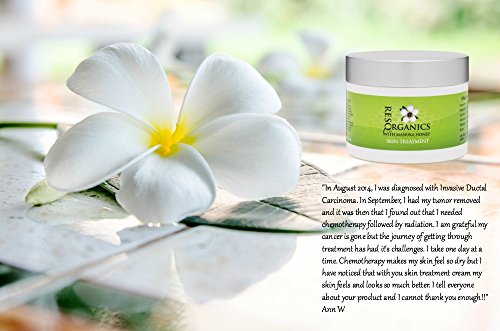 RES
ORGANICS
WITH MANUKA HONEY
SKIN TREATMENT
"In August 2014, I was diagnosed with Invasive Ductal
Carcinoma. In September, I had my tumor removed
and it was then that I found out that I needed
chemotherapy followed by radiation. I am grateful my
cancer is gone but the journey of getting through
treatment has had it's challenges. I take one day at a
time. Chemotherapy makes my skin feel so dry but I
have noticed that with you skin treatment cream my
skin feels and looks so much better. I tell everyone
about your product and I cannot thank you enough!!"
Ann W